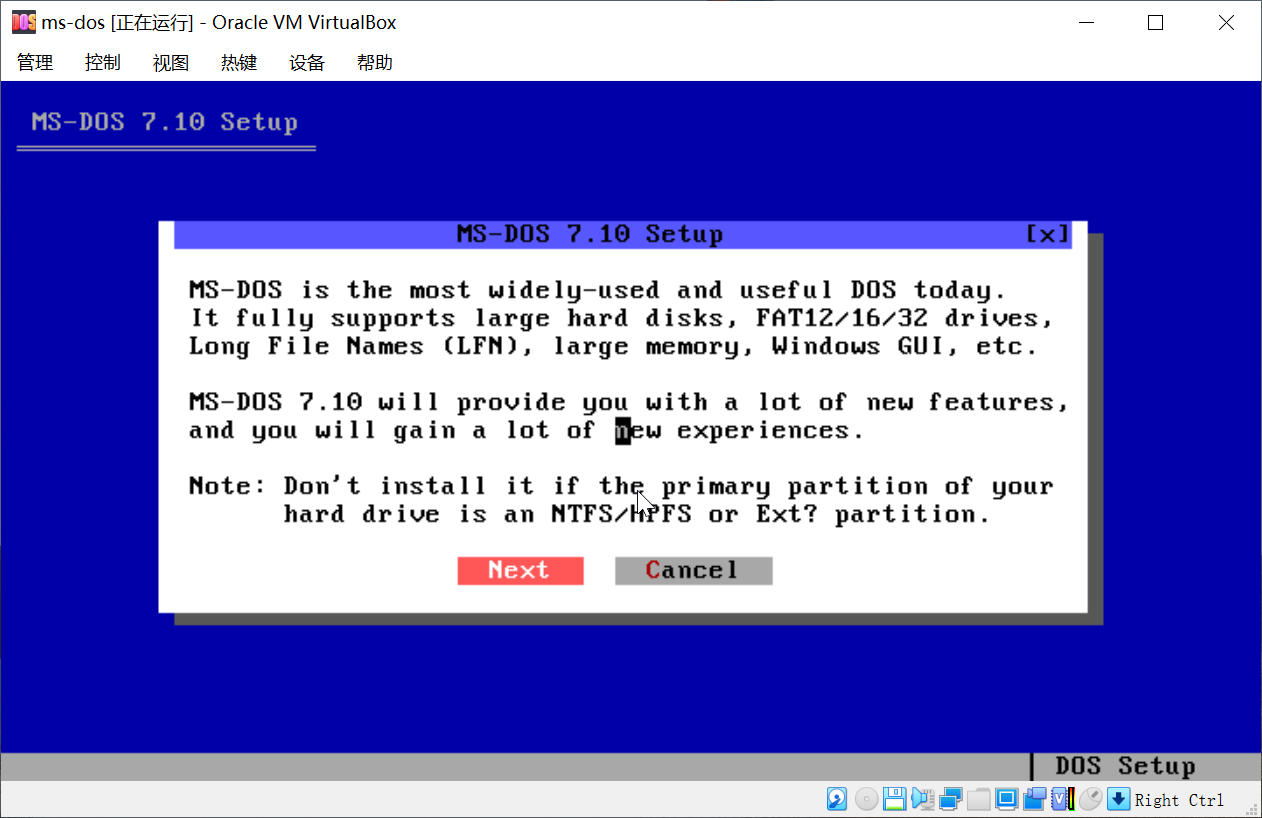 ms-dos [正在运行] - Oracle VM VirtualBox
管理 控制 视图 热键 设备 帮助
MS-DOS 7.10 Setup
MS-DOS 7.10 Setup [x]
MS-DOS is the most widely-used and useful DOS today.
It fully supports large hard disks, FAT12/16/32 drives,
Long File Names (LFN), large memory, Windows GUI, etc.
MS-DOS 7.10 will provide you with a lot of new features,
and you will gain a lot of new experiences.
Note: Don't install it if the primary partition of your
hard drive is an NTFS/HPFS or Ext? partition.
Next Cancel
DOS Setup
Right Ctrl